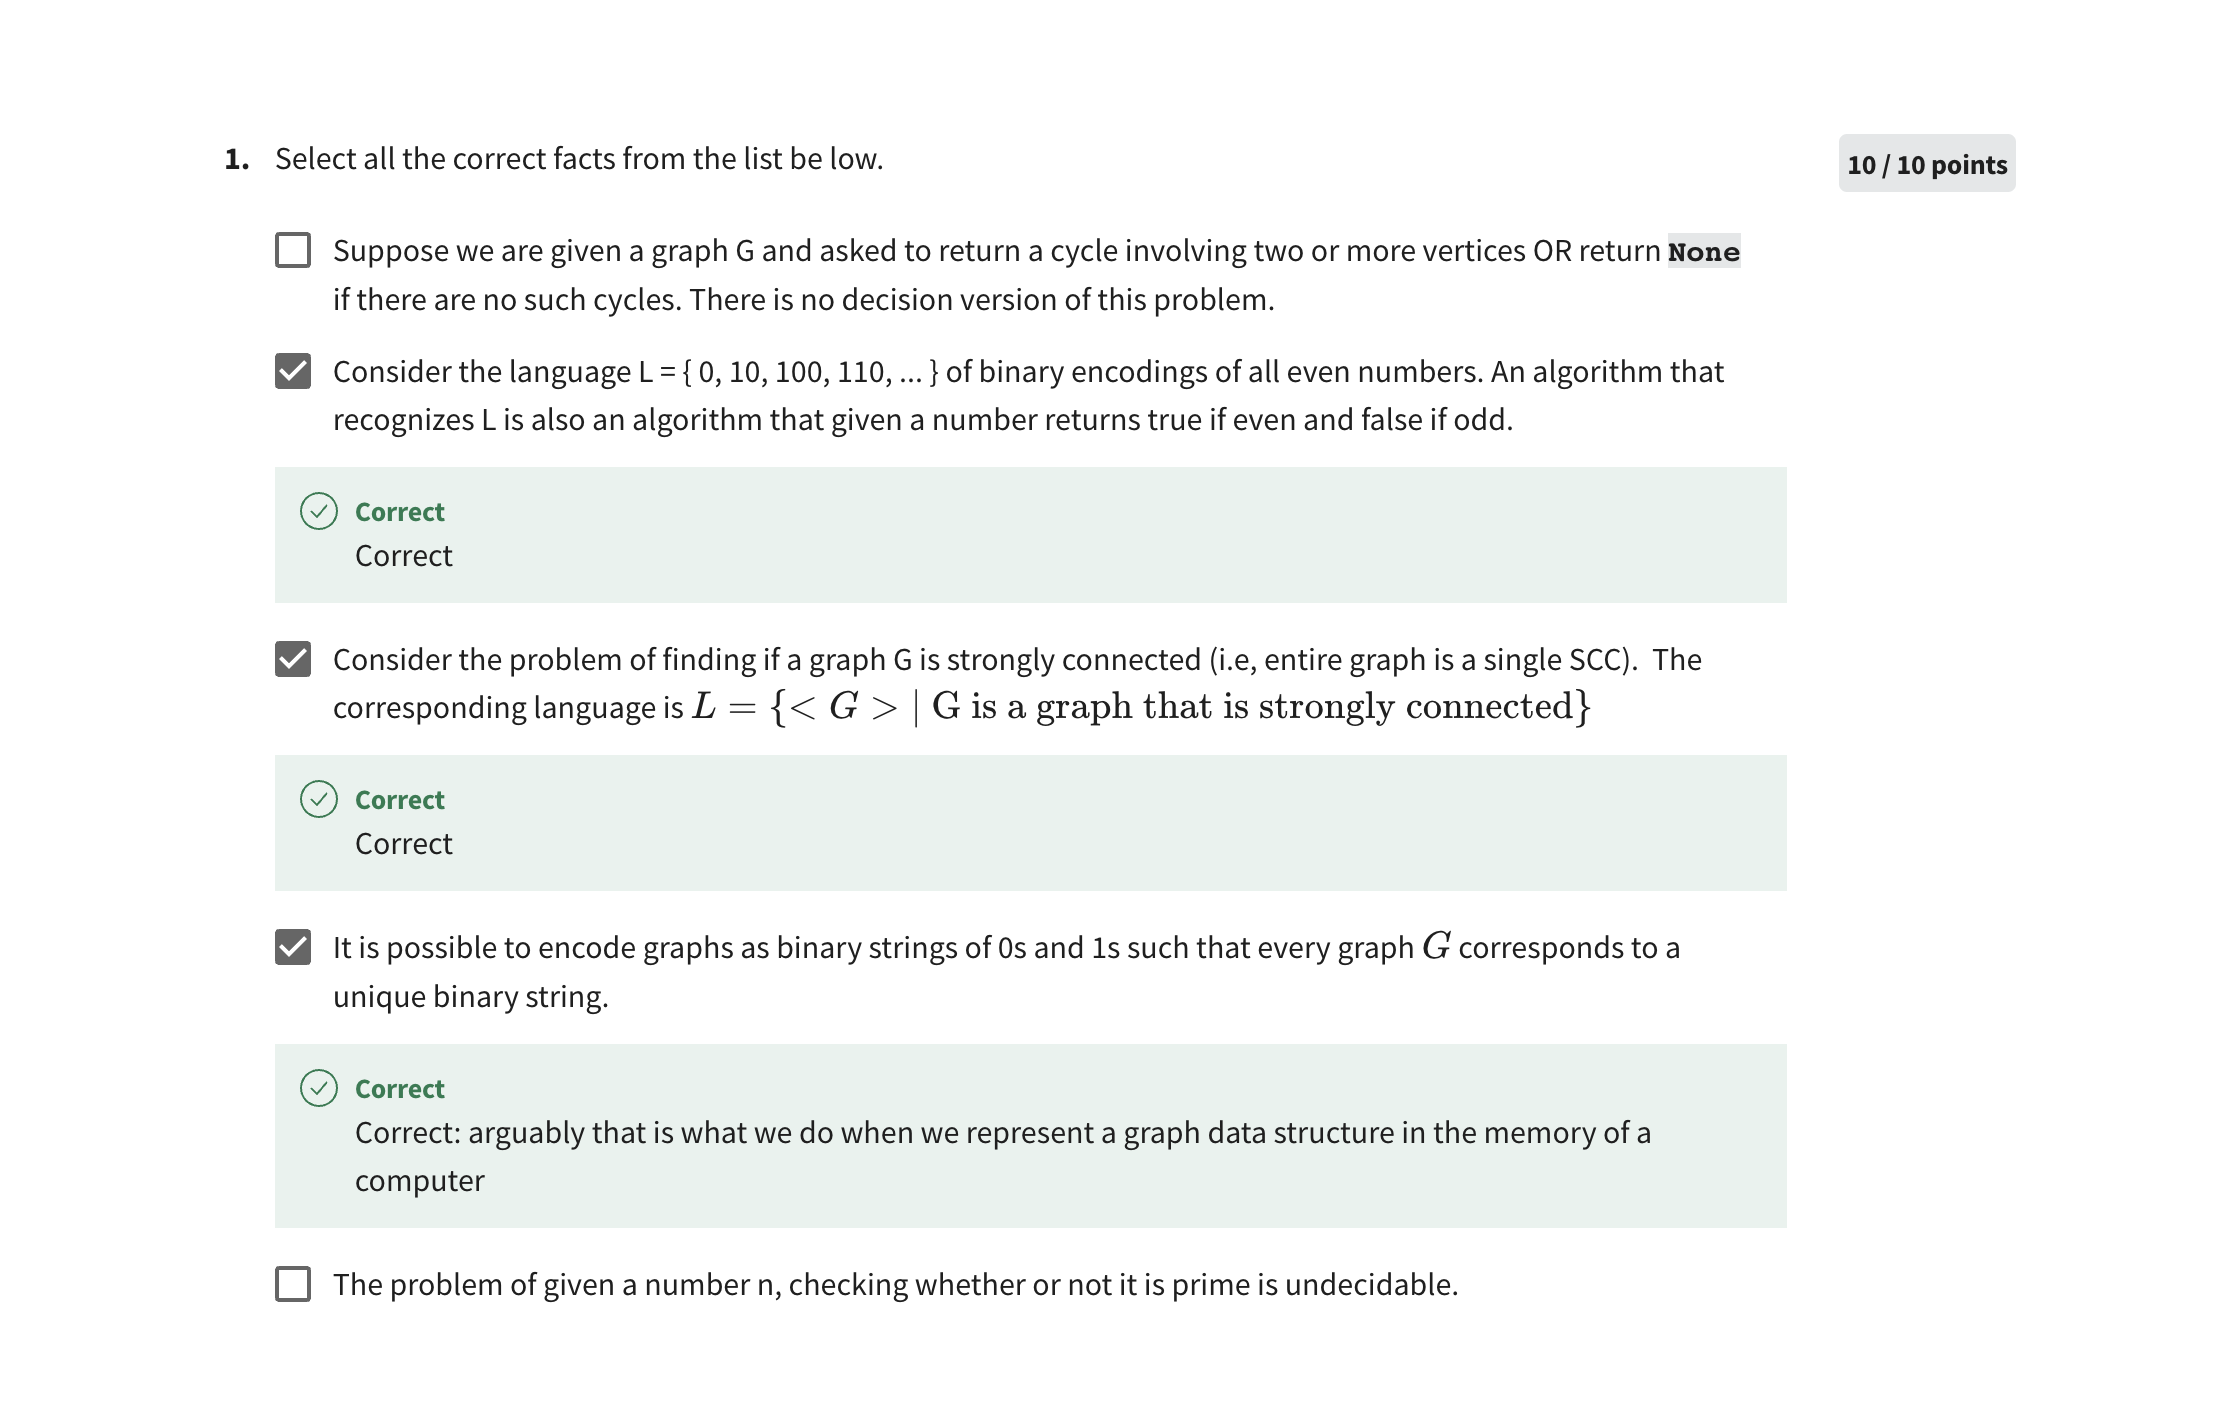 1. Select all the correct facts from the list be low.
10 / 10 points
Suppose we are given a graph G and asked to return a cycle involving two or more vertices OR return None
if there are no such cycles. There is no decision version of this problem.
Consider the language L = { 0, 10, 100, 110, ... } of binary encodings of all even numbers. An algorithm that
recognizes L is also an algorithm that given a number returns true if even and false if odd.
Correct
Correct
Consider the problem of finding if a graph G is strongly connected (i.e, entire graph is a single SCC). The
corresponding language is L = {< G > | G is a graph that is strongly connected}
Correct
Correct
It is possible to encode graphs as binary strings of 0s and 1s such that every graph G corresponds to a
unique binary string.
Correct
Correct: arguably that is what we do when we represent a graph data structure in the memory of a
computer
The problem of given a number n, checking whether or not it is prime is undecidable.